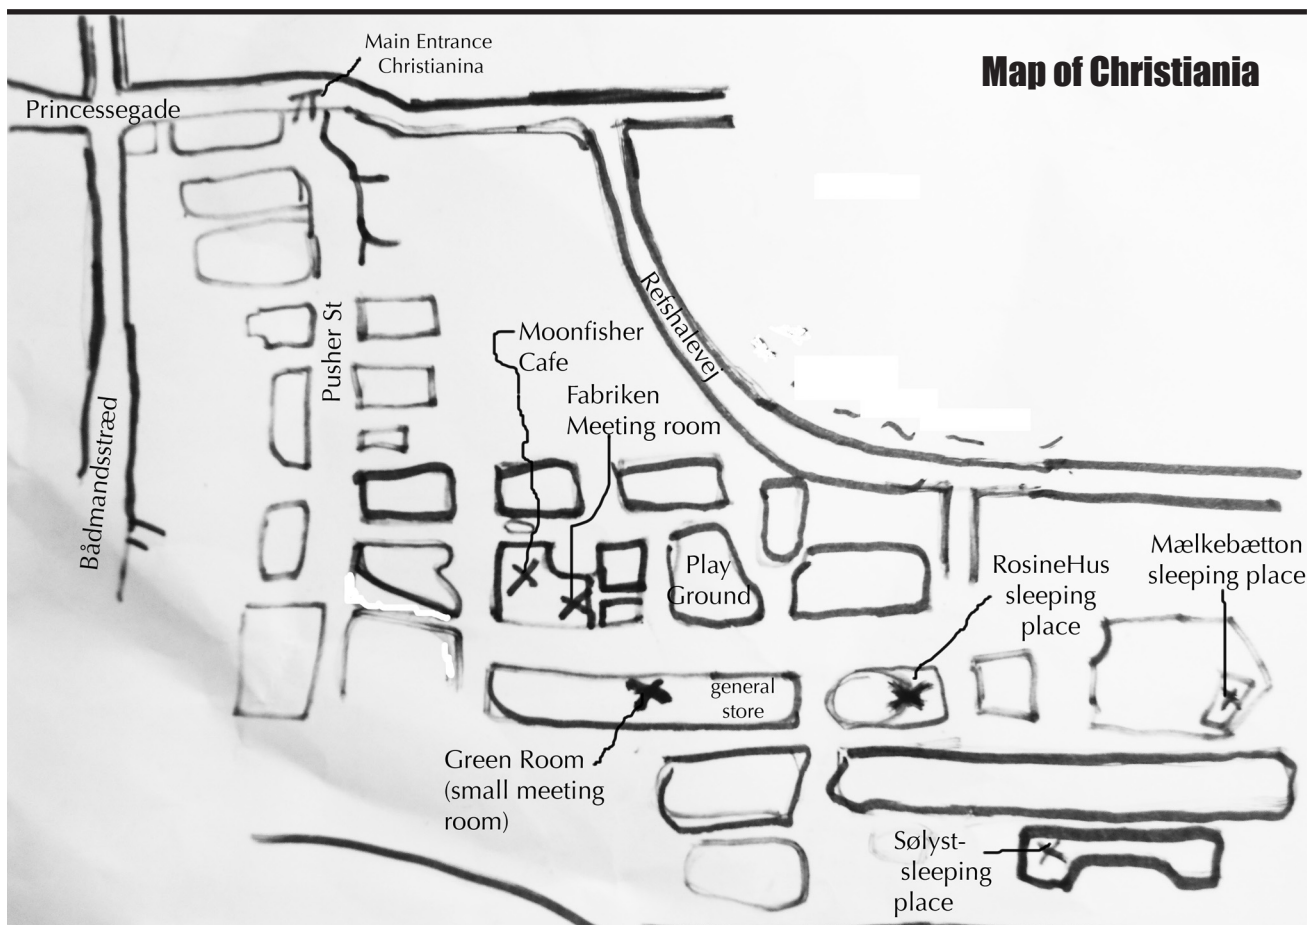 Main Entrance
Christianina
Map of Christiania
Princessegade
Refshalevej
Pusher St
Moonfisher
Cafe
Fabriken
Meeting room
Bådmandsstræd
Play
Ground
RosineHus
sleeping
place
Mælkebætton
sleeping place
general
store
Green Room
(small meeting
room)
Sølyst-
sleeping
place